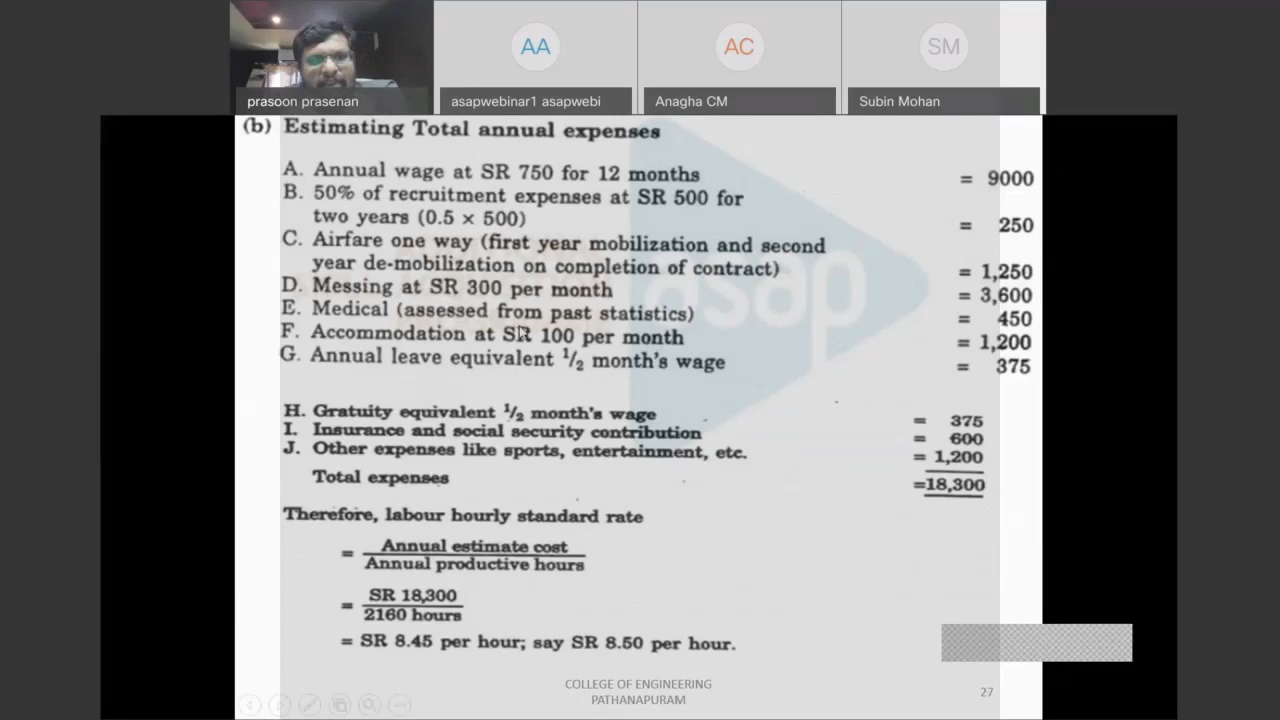 AA
AC
SM
prasoon prasenan
asapwebinar1 asapwebi
Anagha CM
Subin Mohan
(b) Estimating Total annual expenses
A. Annual wage at SR 750 for 12 months = 9000
B. 50% of recruitment expenses at SR 500 for
two years (0.5 × 500) = 250
C. Airfare one way (first year mobilization and second
year de-mobilization on completion of contract) = 1,250
D. Messing at SR 300 per month = 3,600
E. Medical (assessed from past statistics) = 450
F. Accommodation at SR 100 per month = 1,200
G. Annual leave equivalent 1/2 month's wage = 375
H. Gratuity equivalent 1/2 month's wage = 375
I. Insurance and social security contribution = 600
J. Other expenses like sports, entertainment, etc. = 1,200
Total expenses =18,300
Therefore, labour hourly standard rate
= Annual estimate cost
Annual productive hours
= SR 18,300
2160 hours
= SR 8.45 per hour; say SR 8.50 per hour.
asap
COLLEGE OF ENGINEERING
PATHANAPURAM
27